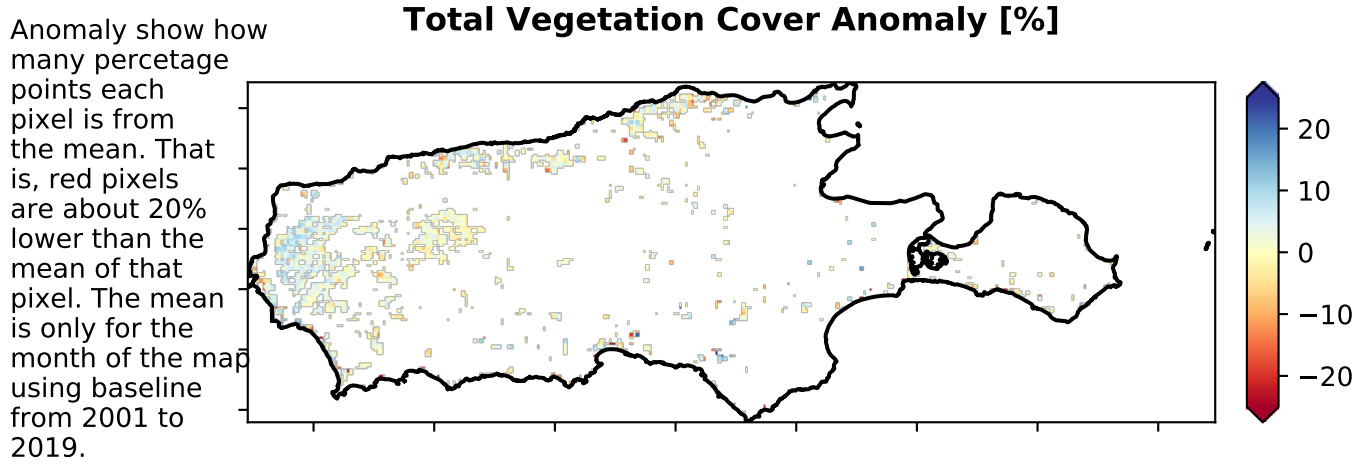 Total Vegetation Cover Anomaly [%]
Anomaly show how
many percetage
points each
pixel is from
the mean. That
is, red pixels
are about 20%
lower than the
mean of that
pixel. The mean
is only for the
month of the map
using baseline
from 2001 to
2019.
20
10
0
−10
−20